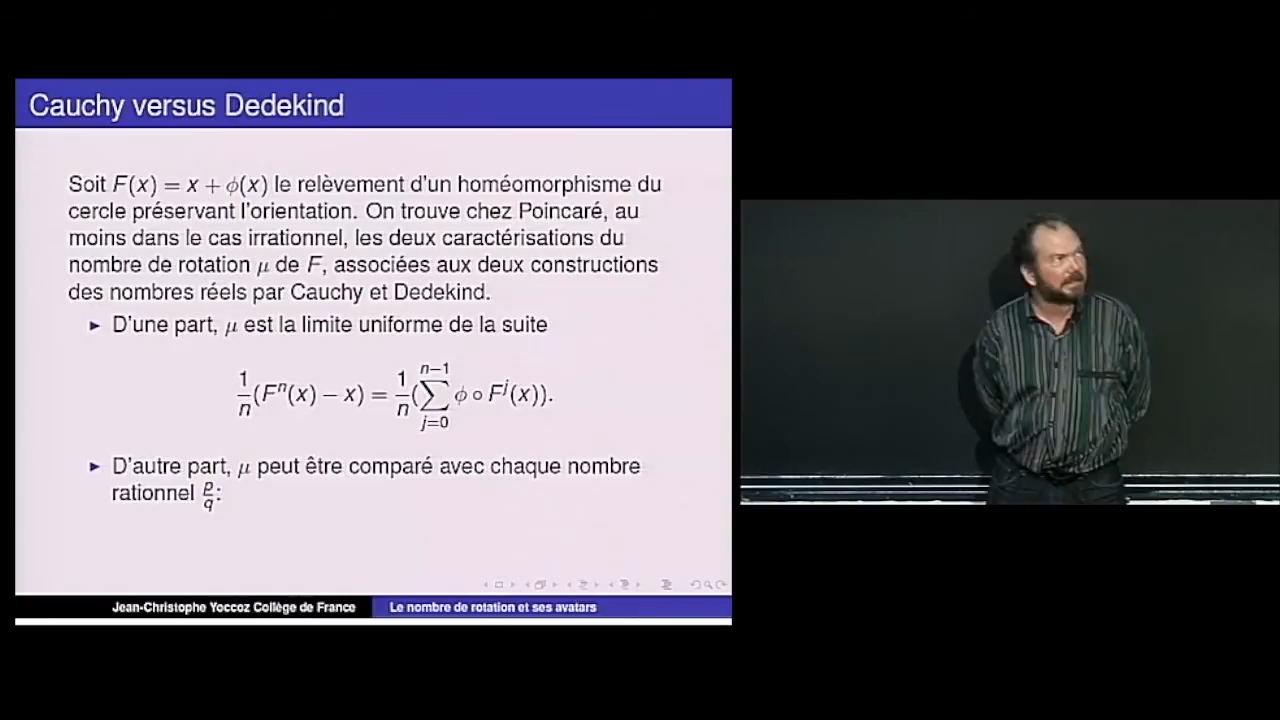 Cauchy versus Dedekind
Soit F(x) = x + ϕ(x) le relèvement d'un homéomorphisme du
cercle préservant l'orientation. On trouve chez Poincaré, au
moins dans le cas irrationnel, les deux caractérisations du
nombre de rotation μ de F, associées aux deux constructions
des nombres réels par Cauchy et Dedekind.
► D'une part, μ est la limite uniforme de la suite
1/n (Fⁿ(x) − x) = 1/n (∑_{j=0}^{n−1} ϕ ∘ Fʲ(x)).
► D'autre part, μ peut être comparé avec chaque nombre
rationnel p/q:
Jean-Christophe Yoccoz Collège de France
Le nombre de rotation et ses avatars